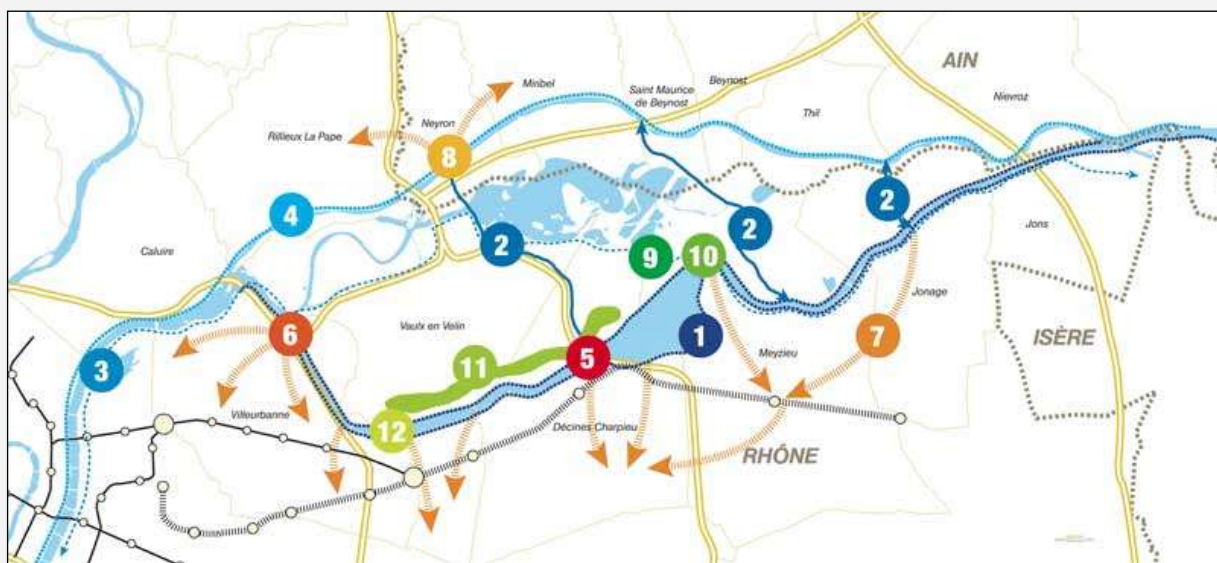 AIN
Beynost
Miribel
Saint Maurice
de Beynost
Nievroz
Thil
Neyron
Rillieux La Pape
8
4
2
2
2
Jons
Caluire
9
10
Jonage
Vaulx en Velin
6
1
7
ISÈRE
5
Meyzieu
3
11
Villeurbanne
12
Décines Charpieu
RHÔNE